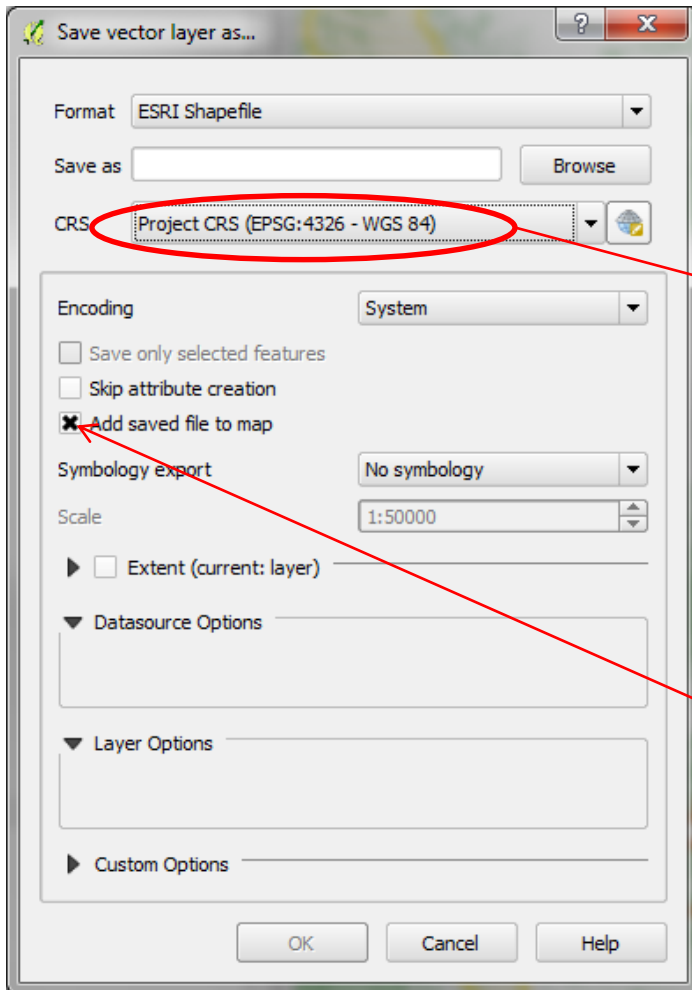 Save vector layer as...
Format ESRI Shapefile
Save as Browse
CRS Project CRS (EPSG:4326 - WGS 84)
Encoding System
Save only selected features
Skip attribute creation
Add saved file to map
Symbology export No symbology
Scale 1:50000
Extent (current: layer)
Datasource Options
Layer Options
Custom Options
OK Cancel Help